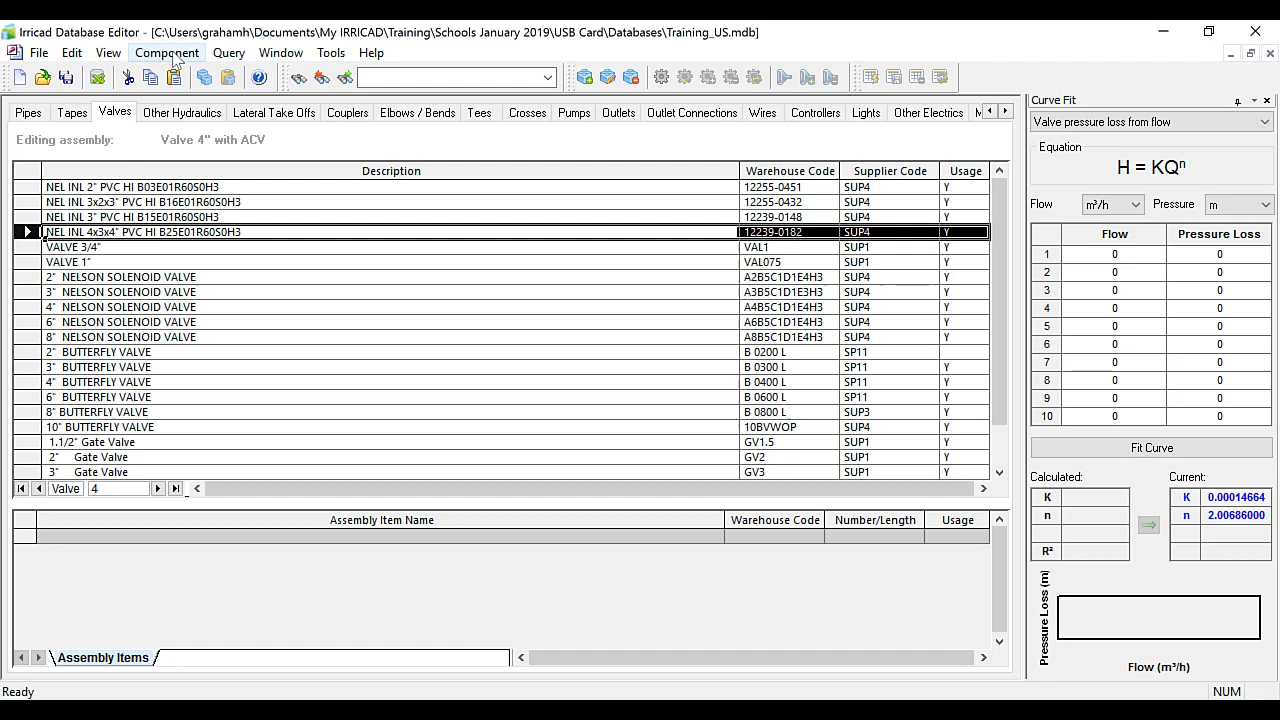 Irricad Database Editor - [C:\Users\grahamh\Documents\My IRRICAD\Training\Schools January 2019\USB Card\Databases\Training_US.mdb]
File Edit View Component Query Window Tools Help
Pipes Tapes Valves Other Hydraulics Lateral Take Offs Couplers Elbows / Bends Tees Crosses Pumps Outlets Outlet Connections Wires Controllers Lights Other Electrics
Editing assembly: Valve 4" with ACV
Description Warehouse Code Supplier Code Usage
NEL INL 2" PVC HI B03E01R60S0H3 12255-0451 SUP4 Y
NEL INL 3x2x3" PVC HI B16E01R60S0H3 12255-0432 SUP4 Y
NEL INL 3" PVC HI B15E01R60S0H3 12239-0148 SUP4 Y
NEL INL 4x3x4" PVC HI B25E01R60S0H3 12239-0182 SUP4 Y
VALVE 3/4" VAL1 SUP1 Y
VALVE 1" VAL075 SUP1 Y
2" NELSON SOLENOID VALVE A2B5C1D1E4H3 SUP4 Y
3" NELSON SOLENOID VALVE A3B5C1D1E3H3 SUP4 Y
4" NELSON SOLENOID VALVE A4B5C1D1E4H3 SUP4 Y
6" NELSON SOLENOID VALVE A6B5C1D1E4H3 SUP4 Y
8" NELSON SOLENOID VALVE A8B5C1D1E4H3 SUP4 Y
2" BUTTERFLY VALVE B 0200 L SP11
3" BUTTERFLY VALVE B 0300 L SP11 Y
4" BUTTERFLY VALVE B 0400 L SP11 Y
6" BUTTERFLY VALVE B 0600 L SP11 Y
8" BUTTERFLY VALVE B 0800 L SUP3 Y
10" BUTTERFLY VALVE 10BVWOP SUP4 Y
1.1/2" Gate Valve GV1.5 SUP1 Y
2" Gate Valve GV2 SUP1 Y
3" Gate Valve GV3 SUP1 Y
Valve 4
Assembly Item Name Warehouse Code Number/Length Usage
Assembly Items
Curve Fit
Valve pressure loss from flow
Equation
H = KQⁿ
Flow m³/h Pressure m
Flow Pressure Loss
1 0 0
2 0 0
3 0 0
4 0 0
5 0 0
6 0 0
7 0 0
8 0 0
9 0 0
10 0 0
Fit Curve
Calculated: Current:
K K 0.00014664
n n 2.00686000
R²
Pressure Loss (m)
Flow (m³/h)
Ready NUM